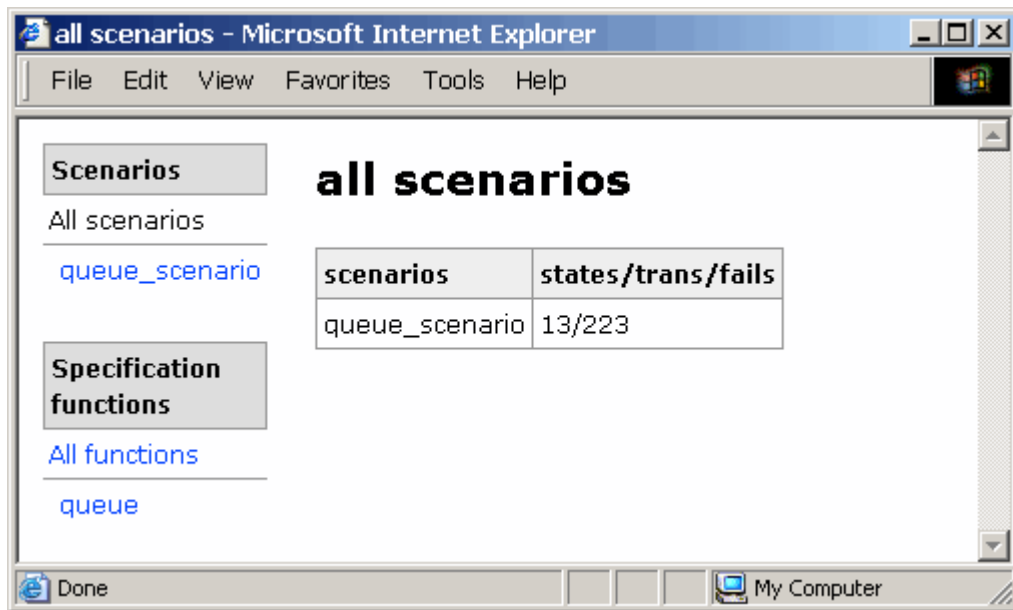 all scenarios - Microsoft Internet Explorer
File Edit View Favorites Tools Help
Scenarios
All scenarios
queue_scenario
Specification
functions
All functions
queue
all scenarios
scenarios states/trans/fails
queue_scenario 13/223
Done My Computer